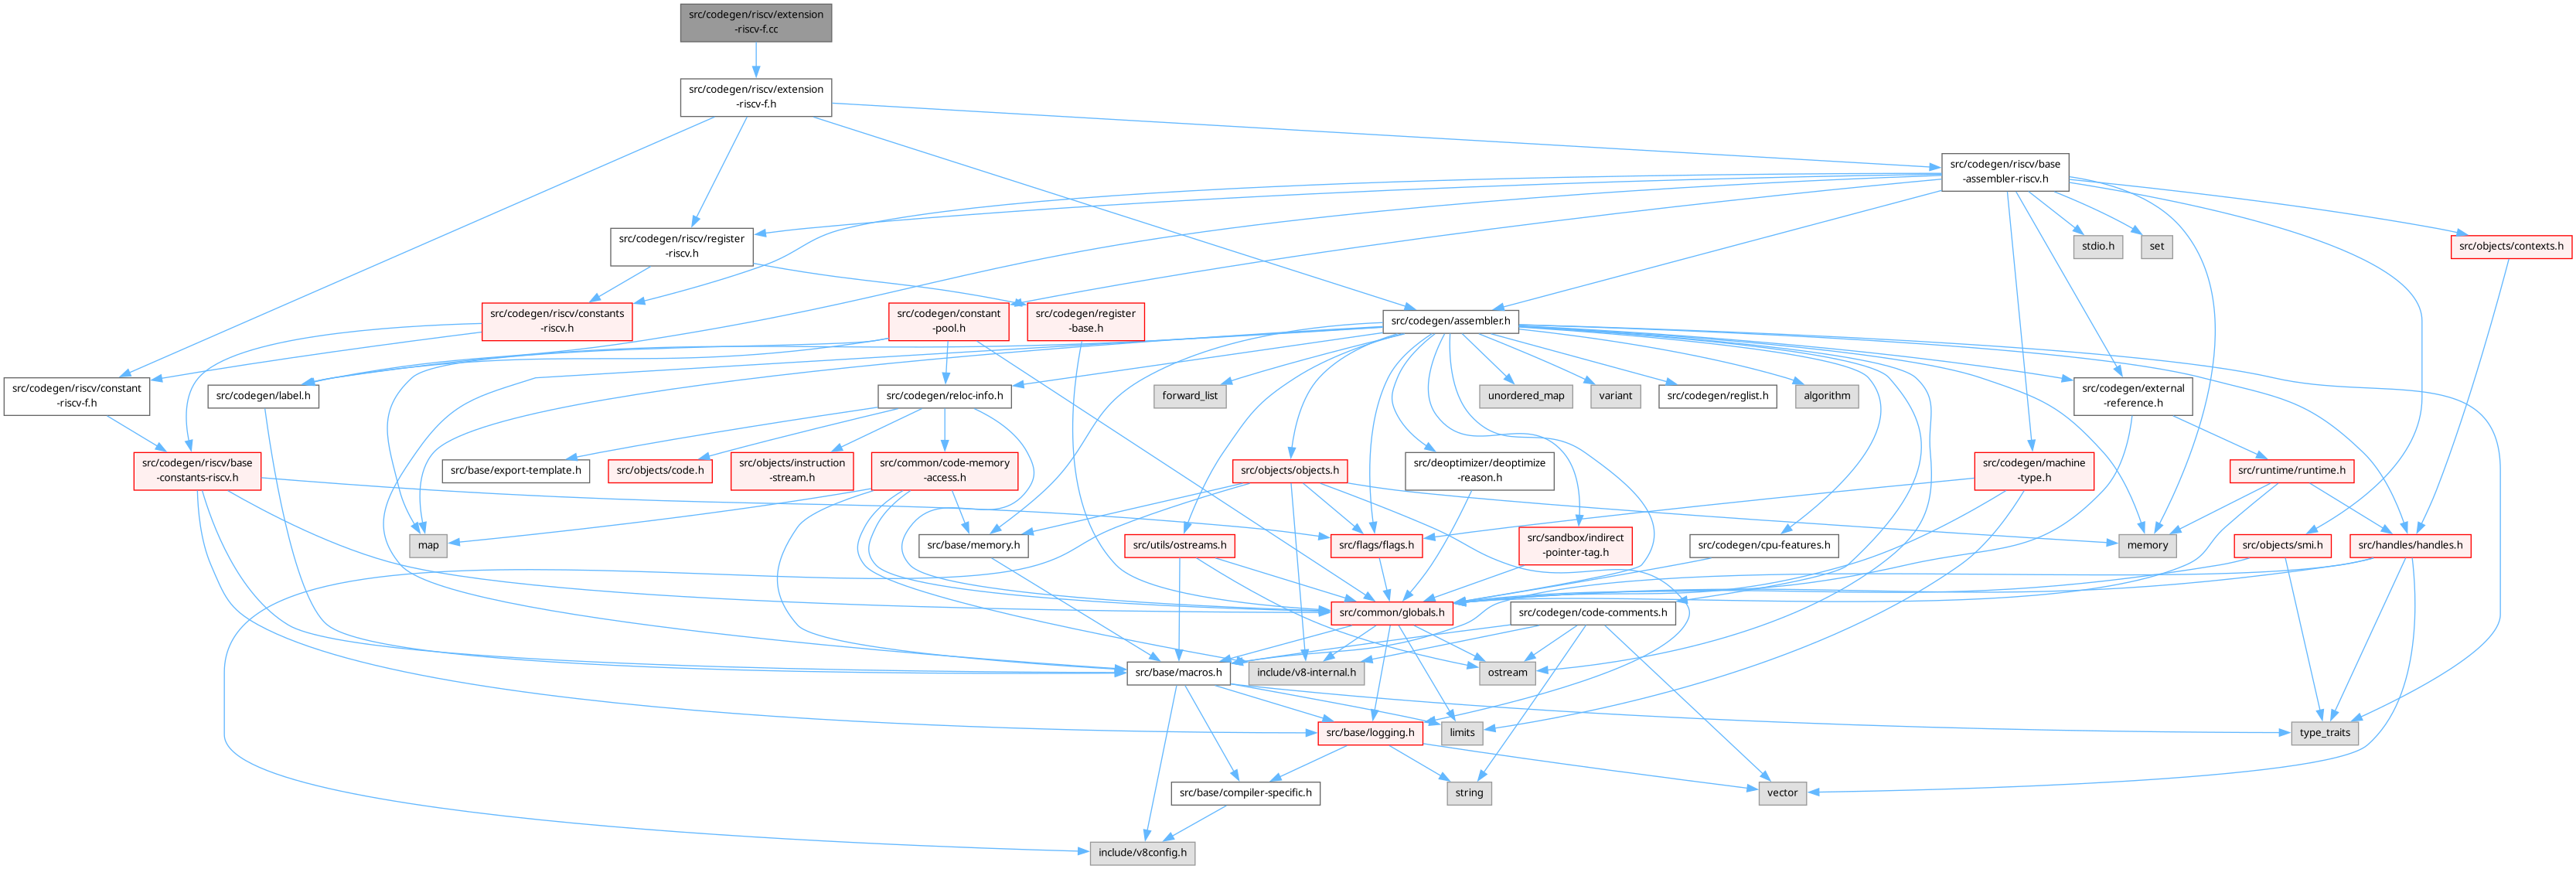 src/codegen/riscv/extension
-riscv-f.cc
src/codegen/riscv/extension
-riscv-f.h
src/codegen/riscv/base
-assembler-riscv.h
src/codegen/riscv/register
-riscv.h
stdio.h
set
src/objects/contexts.h
src/codegen/riscv/constants
-riscv.h
src/codegen/constant
-pool.h
src/codegen/register
-base.h
src/codegen/assembler.h
src/codegen/riscv/constant
-riscv-f.h
src/codegen/label.h
src/codegen/reloc-info.h
forward_list
unordered_map
variant
src/codegen/reglist.h
algorithm
src/codegen/external
-reference.h
src/codegen/riscv/base
-constants-riscv.h
src/base/export-template.h
src/objects/code.h
src/objects/instruction
-stream.h
src/common/code-memory
-access.h
src/objects/objects.h
src/deoptimizer/deoptimize
-reason.h
src/codegen/machine
-type.h
src/runtime/runtime.h
map
src/base/memory.h
src/utils/ostreams.h
src/flags/flags.h
src/sandbox/indirect
-pointer-tag.h
src/codegen/cpu-features.h
memory
src/objects/smi.h
src/handles/handles.h
src/common/globals.h
src/codegen/code-comments.h
src/base/macros.h
include/v8-internal.h
ostream
src/base/logging.h
limits
type_traits
src/base/compiler-specific.h
string
vector
include/v8config.h